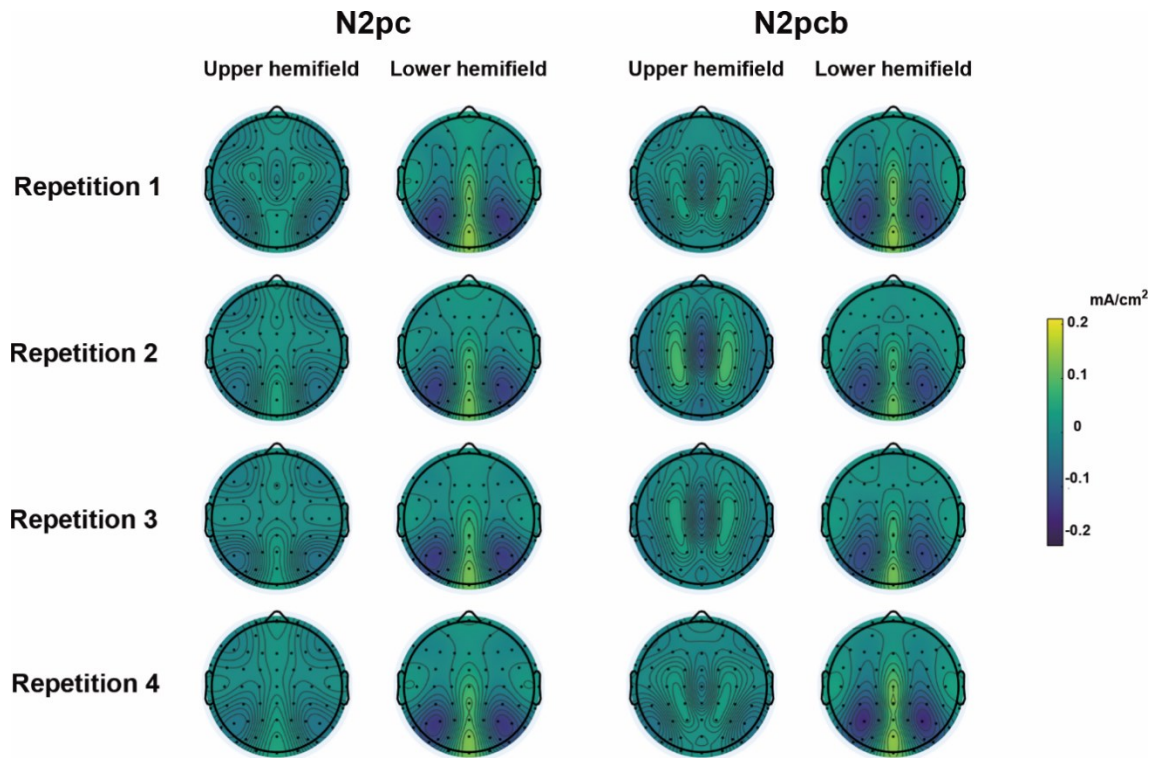 N2pc N2pcb
Upper hemifield Lower hemifield Upper hemifield Lower hemifield
Repetition 1
Repetition 2
mA/cm²
0.2
0.1
0
-0.1
-0.2
Repetition 3
Repetition 4